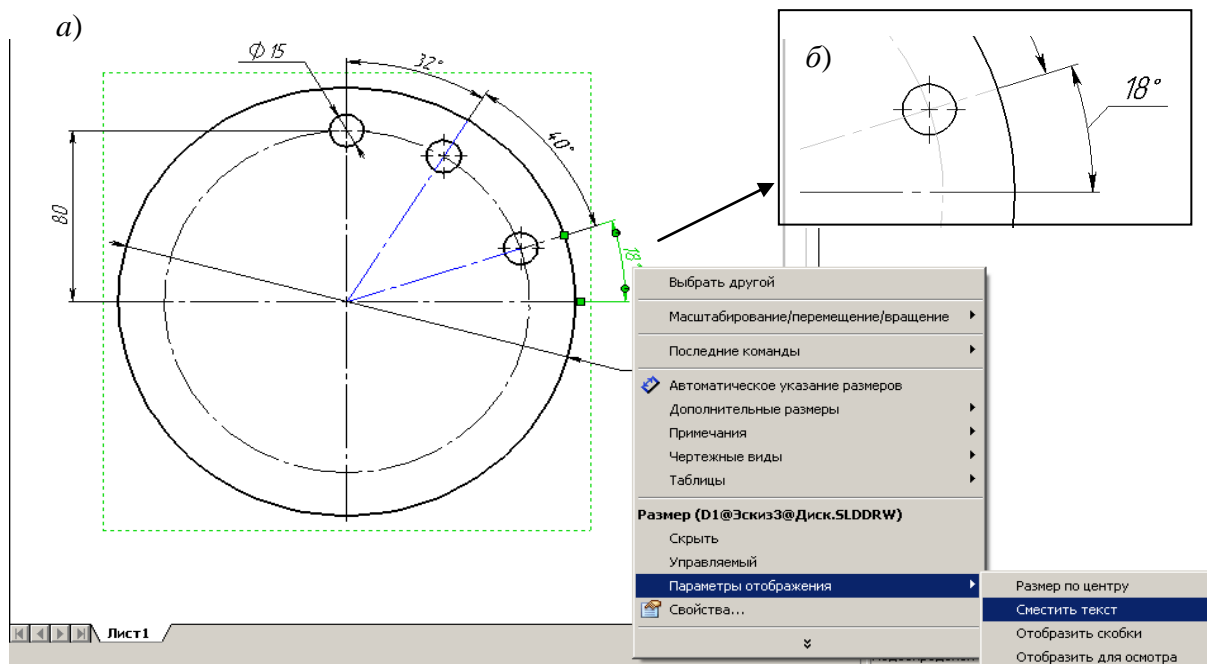 а)
Ø 15
32°
40°
80
18°
б)
18°
Выбрать другой
Масштабирование/перемещение/вращение
Последние команды
Автоматическое указание размеров
Дополнительные размеры
Примечания
Чертежные виды
Таблицы
Размер (D1@Эскиз3@Диск.SLDDRW)
Скрыть
Управляемый
Параметры отображения
Свойства...
Размер по центру
Сместить текст
Отобразить скобки
Отобразить для осмотра
Лист1